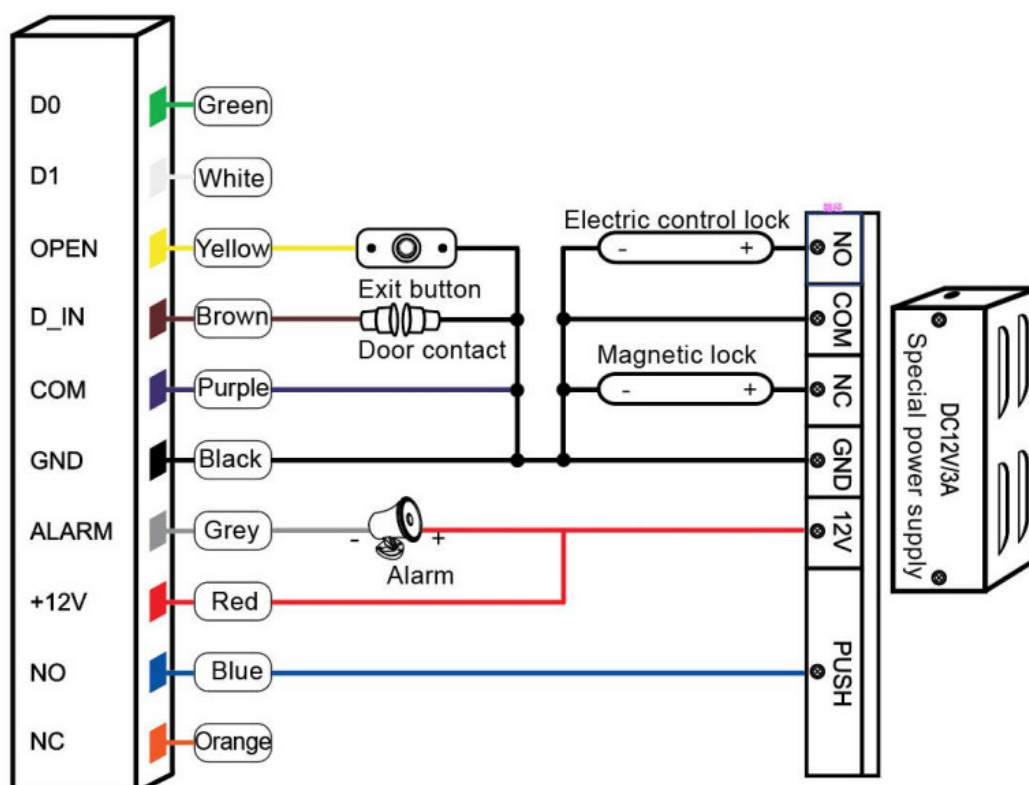 D0
Green
D1
White
OPEN
Yellow
Exit button
D_IN
Brown
Door contact
COM
Purple
GND
Black
ALARM
Grey
-
+
Alarm
+12V
Red
NO
Blue
NC
Orange
Electric control lock
-
+
Magnetic lock
-
+
NO
COM
NC
GND
12V
PUSH
DC12V/3A
Special power supply